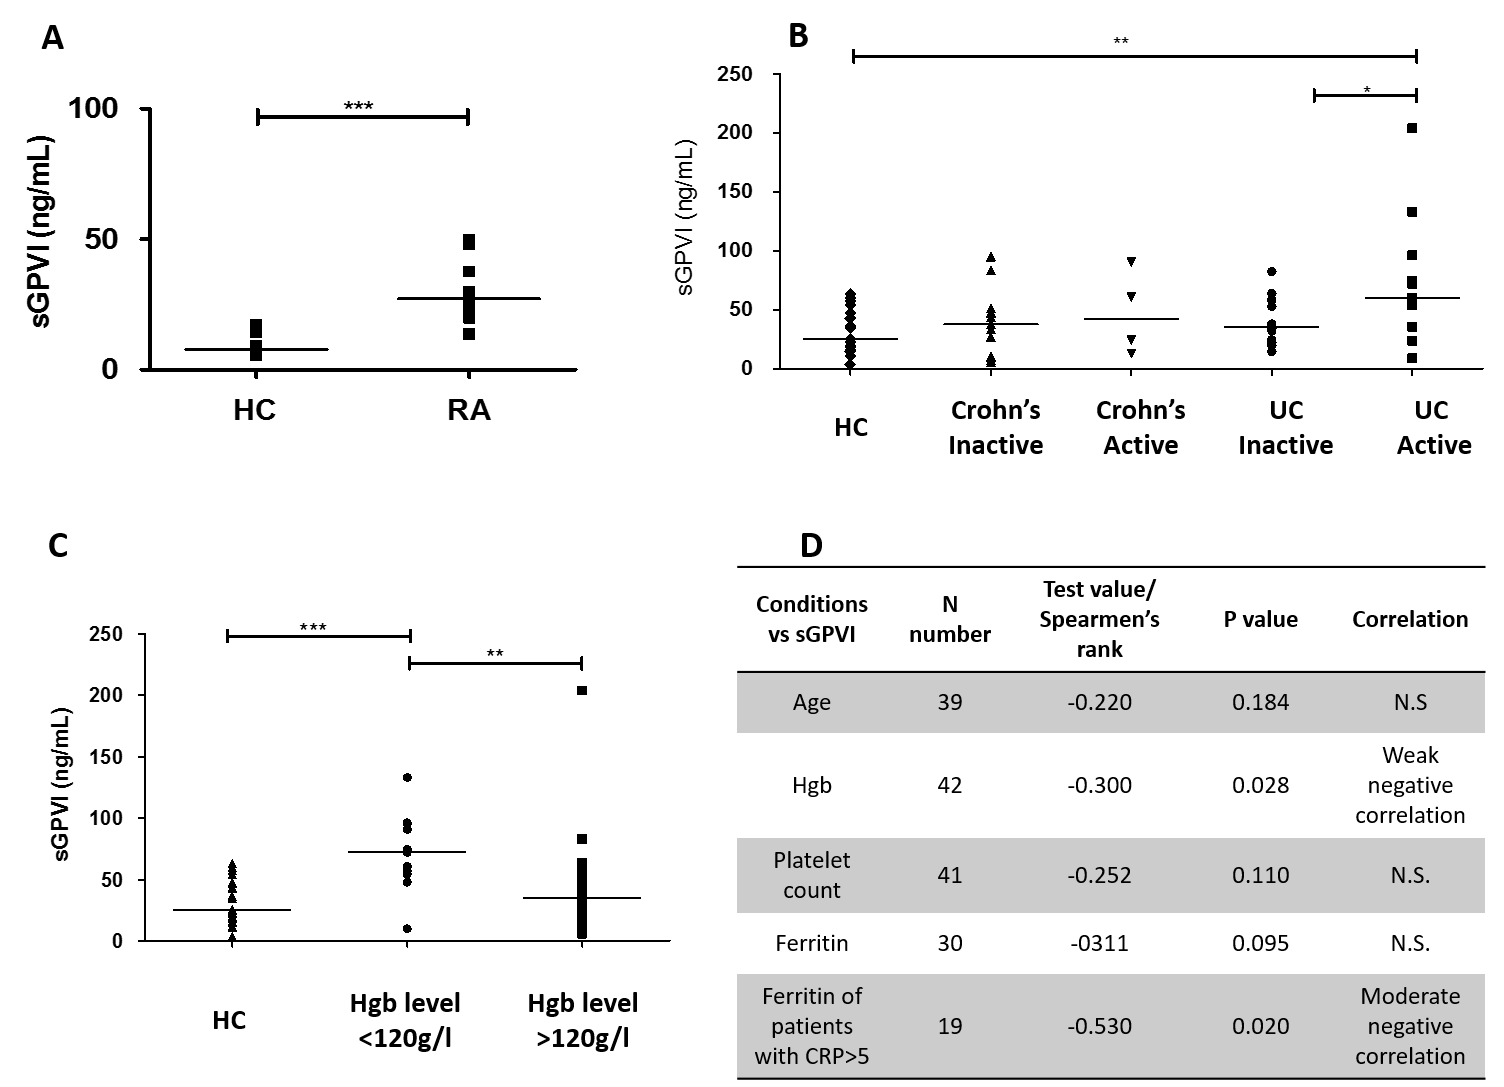 A
sGPVI (ng/mL)
100
50
0
***
HC
RA
B
sGPVI (ng/mL)
250
200
150
100
50
0
**
*
HC
Crohn's
Inactive
Crohn's
Active
UC
Inactive
UC
Active
C
sGPVI (ng/mL)
250
200
150
100
50
0
***
**
HC
Hgb level
<120g/l
Hgb level
>120g/l
D
Conditions
vs sGPVI
N
number
Test value/
Spearmen's
rank
P value
Correlation
Age
39
-0.220
0.184
N.S
Hgb
42
-0.300
0.028
Weak
negative
correlation
Platelet
count
41
-0.252
0.110
N.S.
Ferritin
30
-0311
0.095
N.S.
Ferritin of
patients
with CRP>5
19
-0.530
0.020
Moderate
negative
correlation